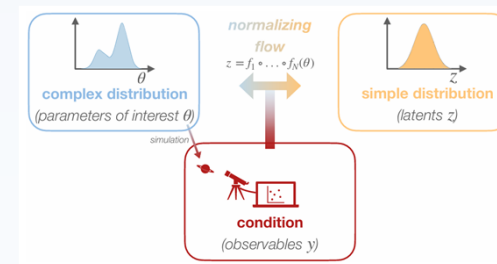 normalizing
flow
z = f₁ ∘ … ∘ f_N(θ)
θ
complex distribution
(parameters of interest θ)
z
simple distribution
(latents z)
simulation
condition
(observables y)